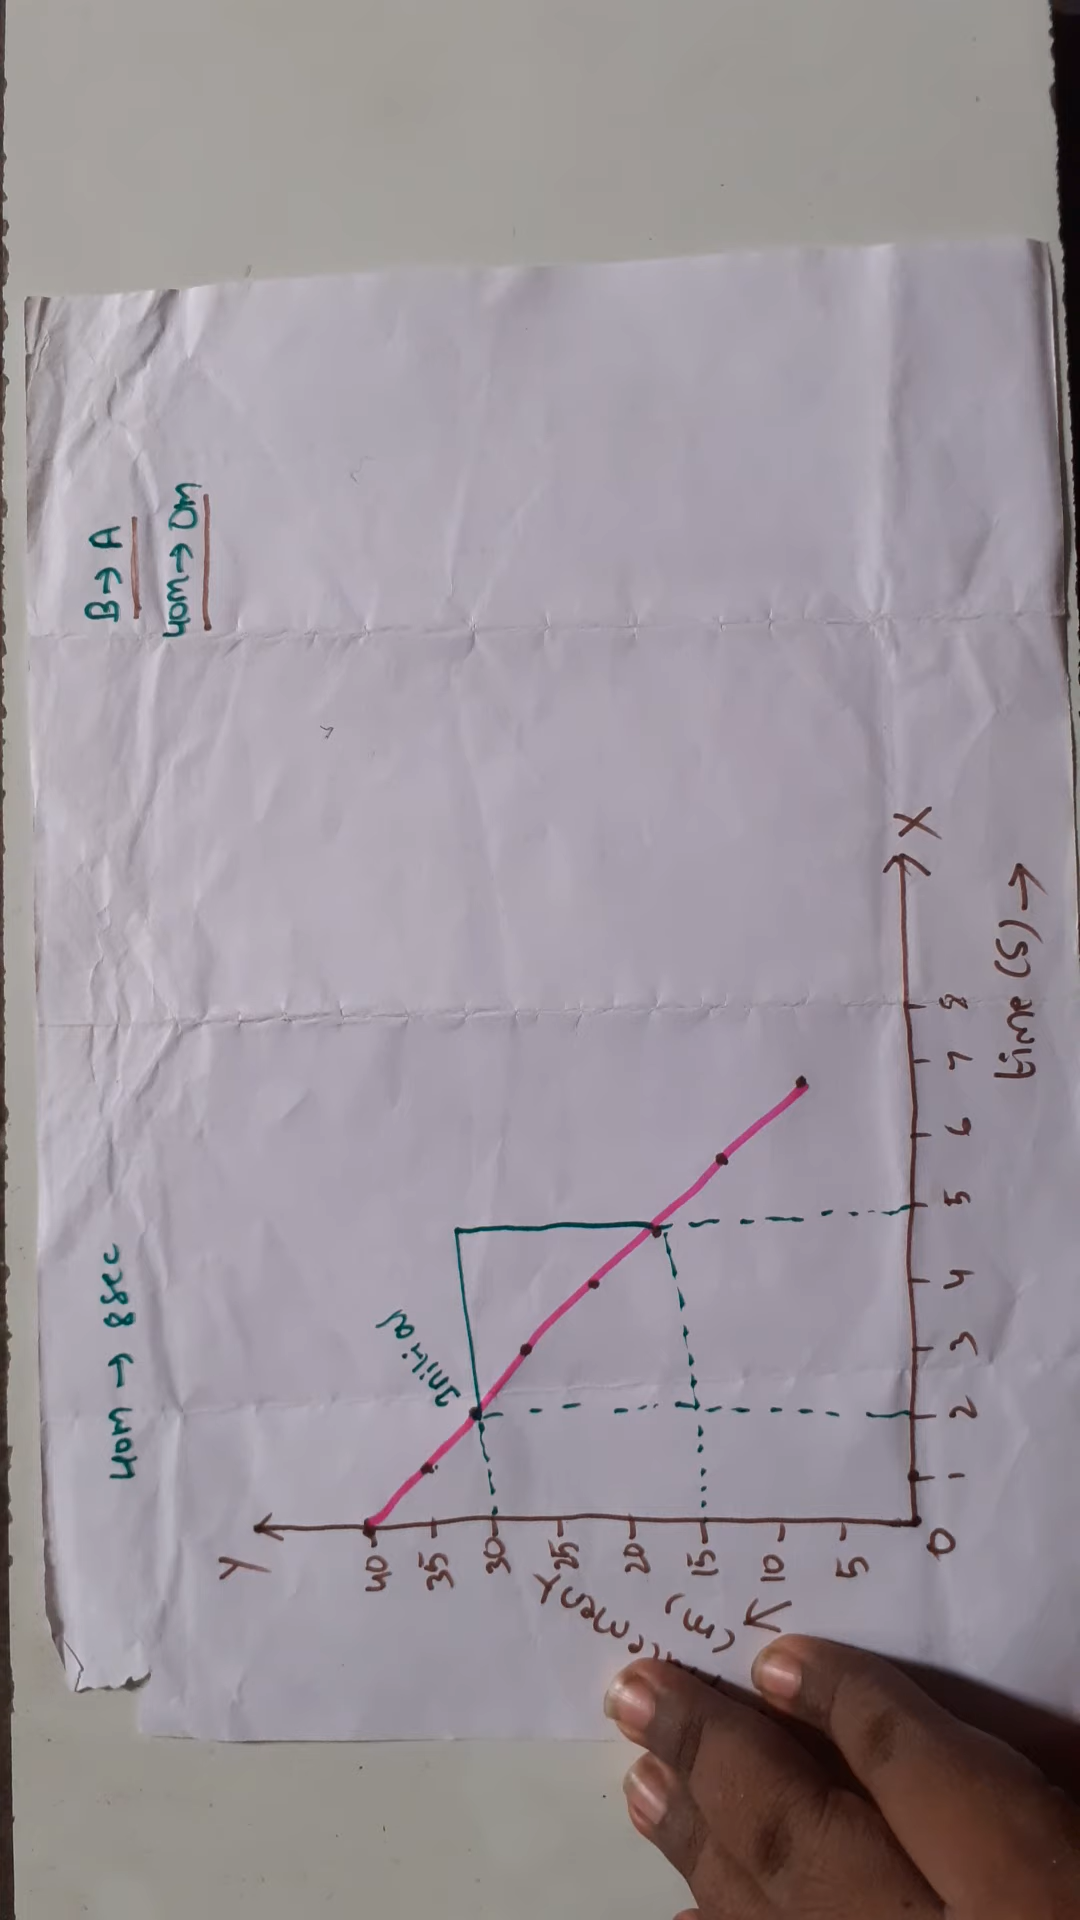 40m → 8sec
B → A
40m → 0m
Y
Initial
40
35
30
25
20
15
10
5
0
1 2 3 4 5 6 7 8
X
(m)
time (s) →